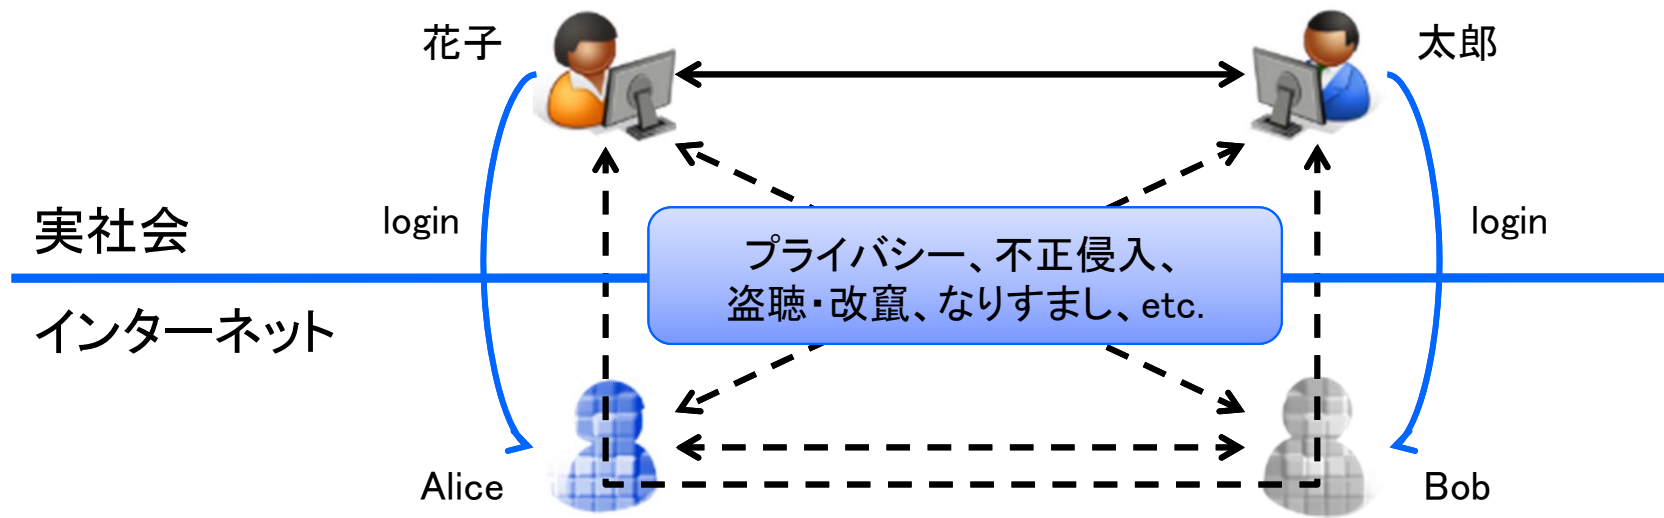 花子
太郎
実社会
login
login
プライバシー、不正侵入、
盗聴・改竄、なりすまし、etc.
インターネット
Alice
Bob